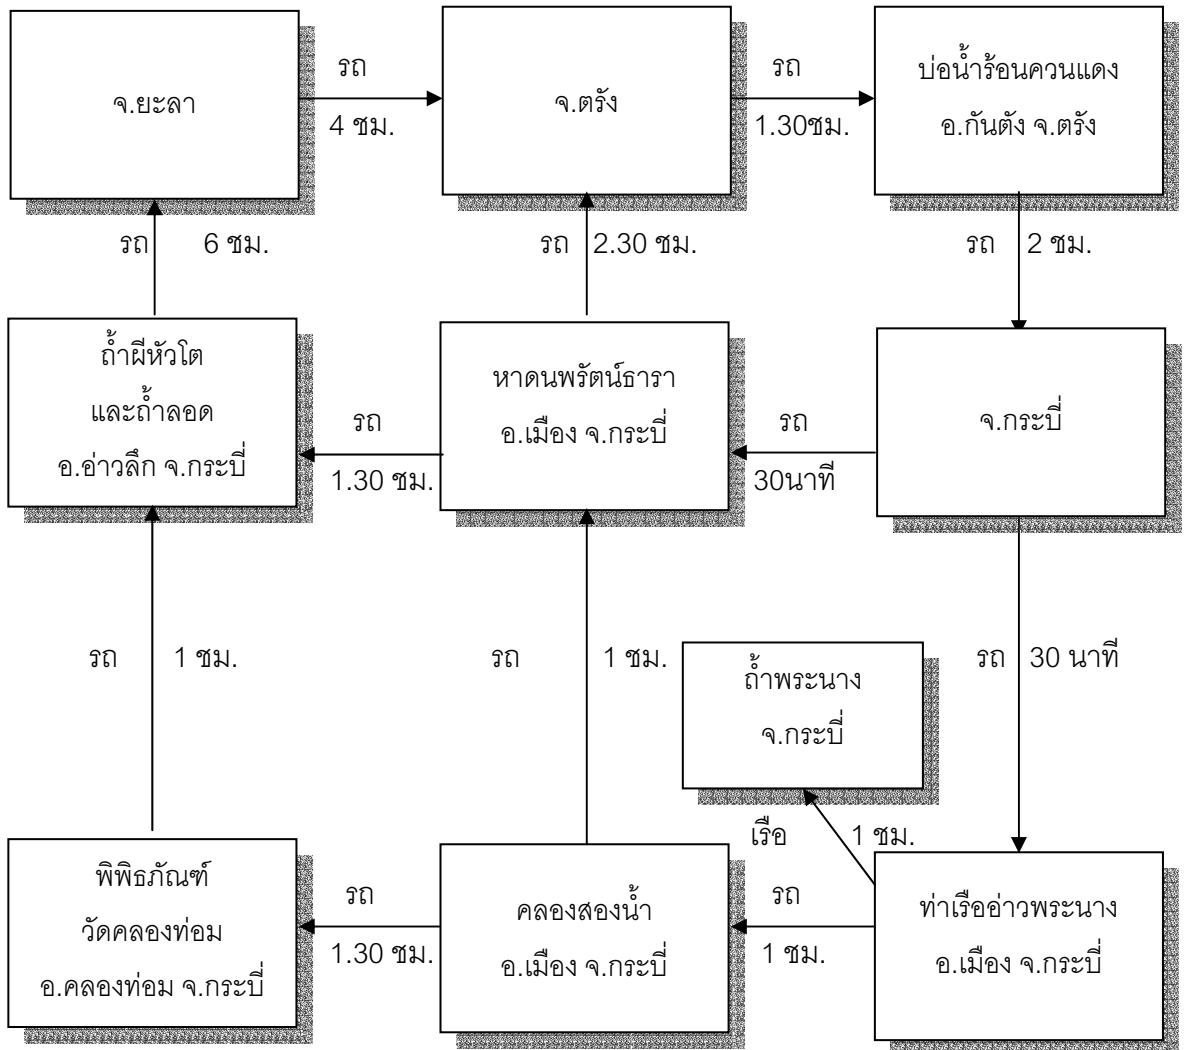 จ.ยะลา
รถ
4 ชม.
จ.ตรัง
รถ
1.30ชม.
บ่อน้ำร้อนควนแดง
อ.กันตัง จ.ตรัง
รถ 6 ชม.
รถ 2.30 ชม.
รถ 2 ชม.
ถ้ำผีหัวโต
และถ้ำลอด
อ.อ่าวลึก จ.กระบี่
รถ
1.30 ชม.
หาดนพรัตน์ธารา
อ.เมือง จ.กระบี่
รถ
30นาที
จ.กระบี่
รถ 1 ชม.
รถ 1 ชม.
ถ้ำพระนาง
จ.กระบี่
รถ 30 นาที
เรือ 1 ชม.
พิพิธภัณฑ์
วัดคลองท่อม
อ.คลองท่อม จ.กระบี่
รถ
1.30 ชม.
คลองสองน้ำ
อ.เมือง จ.กระบี่
รถ
1 ชม.
ท่าเรืออ่าวพระนาง
อ.เมือง จ.กระบี่